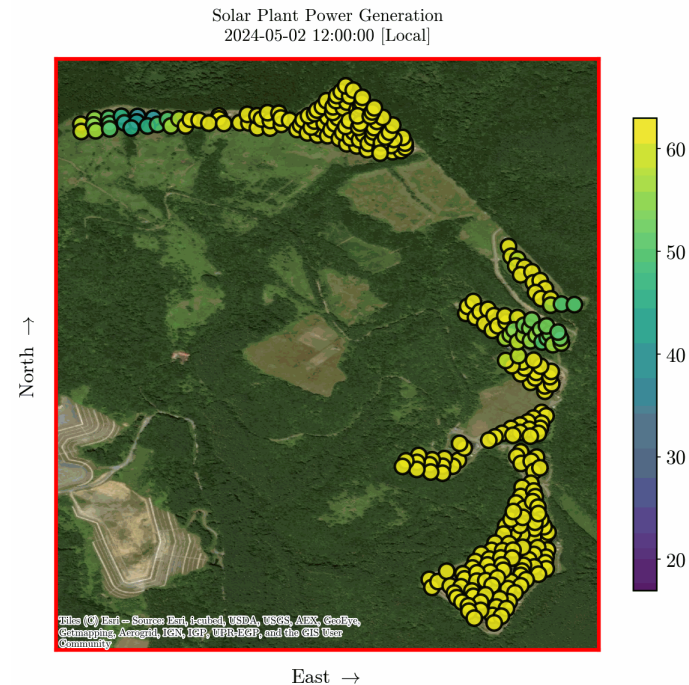 Solar Plant Power Generation
2024-05-02 12:00:00 [Local]
60
50
40
30
20
North →
Tiles (C) Esri -- Source: Esri, i-cubed, USDA, USGS, AEX, GeoEye,
Getmapping, Aerogrid, IGN, IGP, UPR-EGP, and the GIS User
Community
East →